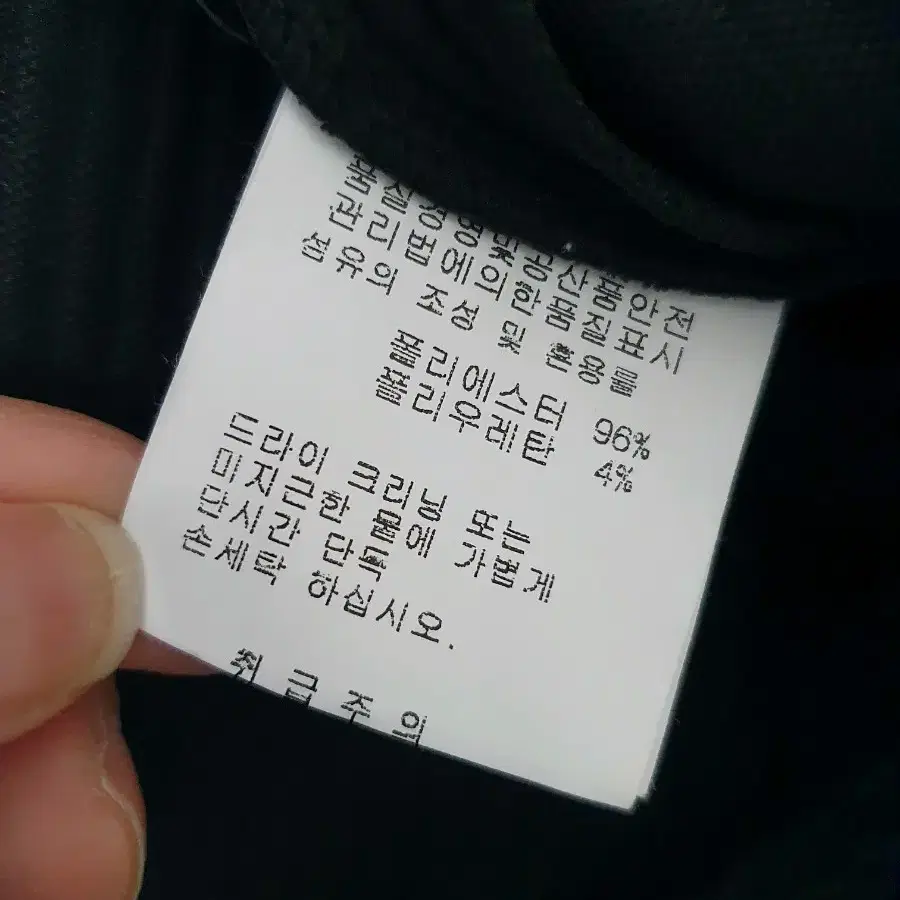 품질경영및공산품안전
관리법에의한품질표시
섬유의 조성 및 혼용률
폴리에스터 96%
폴리우레탄 4%
드라이 크리닝 또는
미지근한 물에 가볍게
단시간 단독
손세탁 하십시오.
취급주의